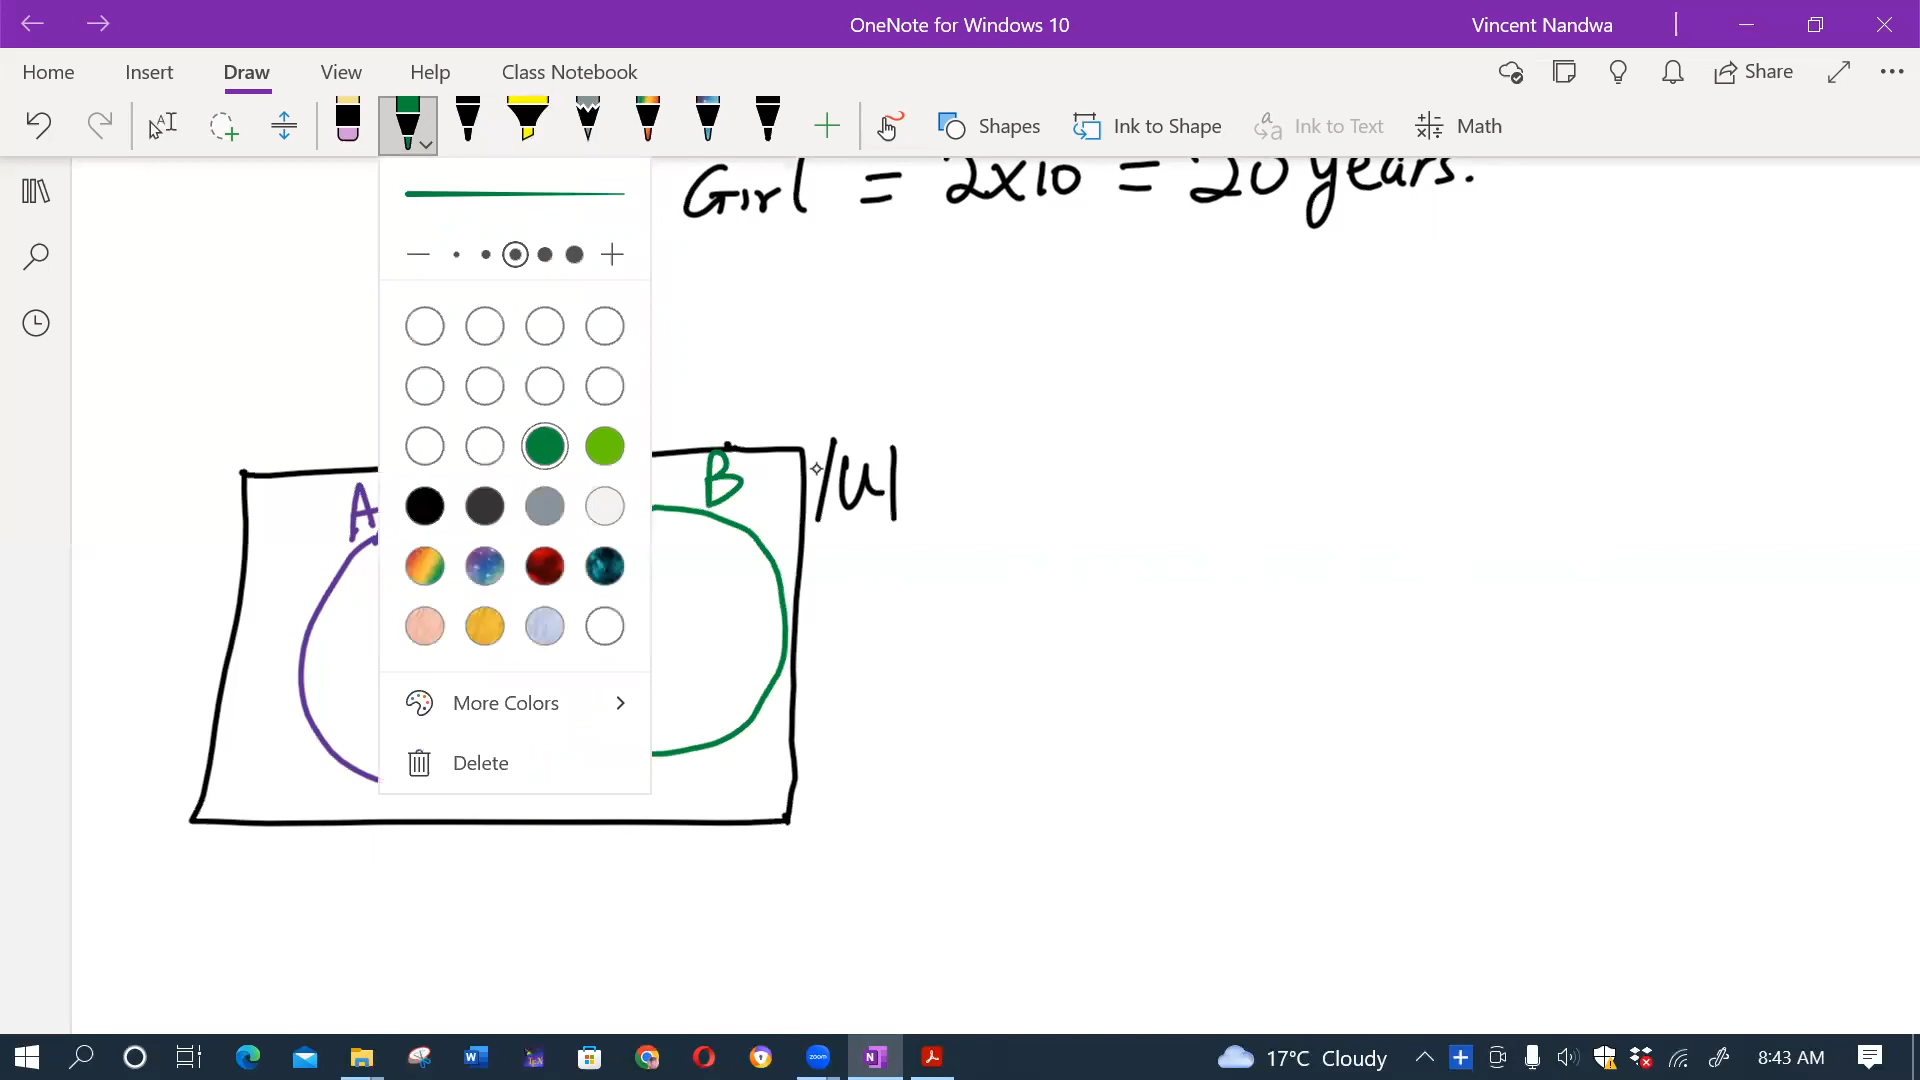 OneNote for Windows 10
Vincent Nandwa
Home Insert Draw View Help Class Notebook
Share
Shapes Ink to Shape Ink to Text Math
Girl = 2x10 = 20 years.
A
B
/U|
More Colors
Delete
17°C Cloudy
8:43 AM